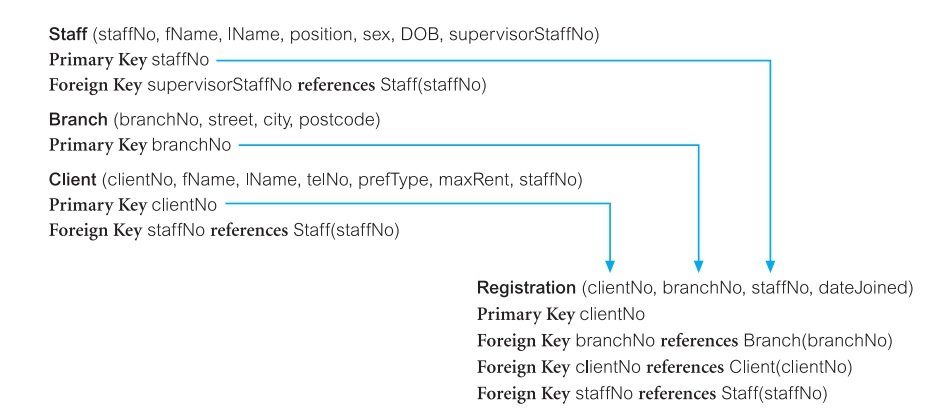 Staff (staffNo, fName, lName, position, sex, DOB, supervisorStaffNo)
Primary Key staffNo
Foreign Key supervisorStaffNo references Staff(staffNo)
Branch (branchNo, street, city, postcode)
Primary Key branchNo
Client (clientNo, fName, lName, telNo, prefType, maxRent, staffNo)
Primary Key clientNo
Foreign Key staffNo references Staff(staffNo)
Registration (clientNo, branchNo, staffNo, dateJoined)
Primary Key clientNo
Foreign Key branchNo references Branch(branchNo)
Foreign Key clientNo references Client(clientNo)
Foreign Key staffNo references Staff(staffNo)